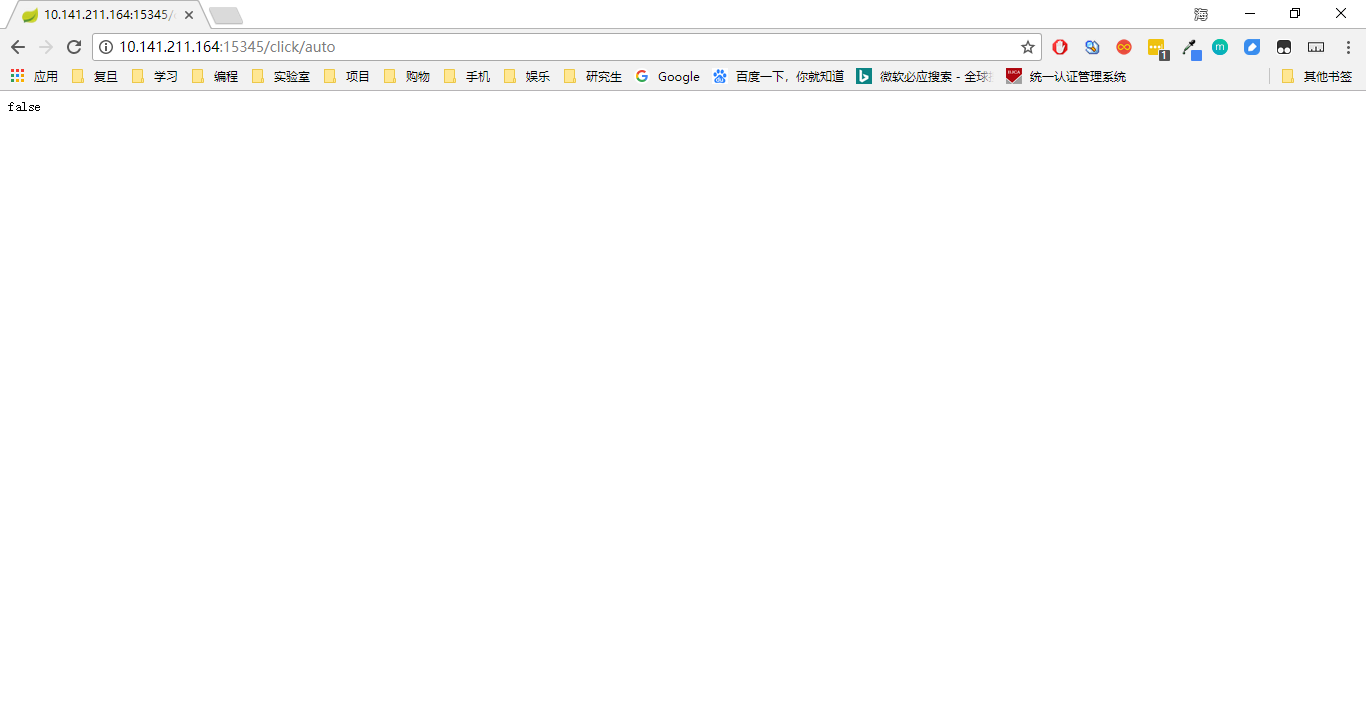 10.141.211.164:15345/
海
10.141.211.164:15345/click/auto
1
m
应用 复旦 学习 编程 实验室 项目 购物 手机 娱乐 研究生 Google 百度一下，你就知道 微软必应搜索 - 全球 统一认证管理系统 其他书签
false